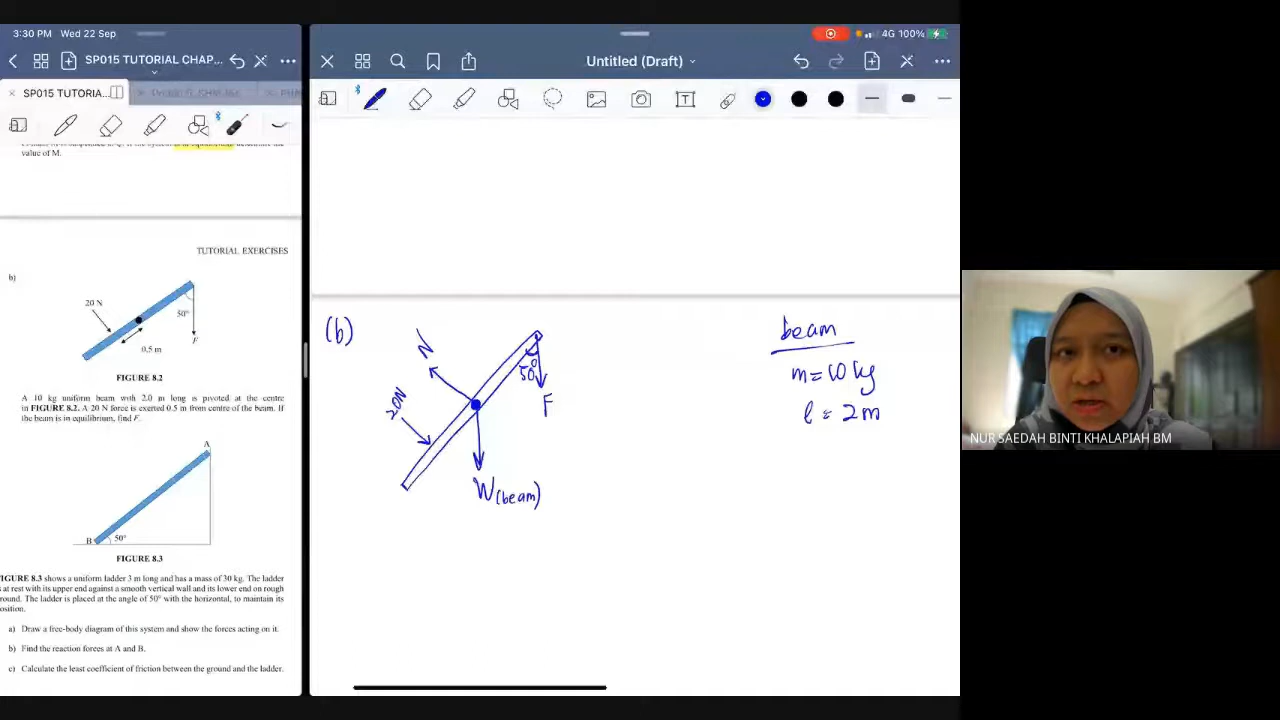 3:30 PM Wed 22 Sep
4G 100%
SP015 TUTORIAL CHAP...
Untitled (Draft)
SP015 TUTORIA...
value of M.
TUTORIAL EXERCISES
b)
20 N
50°
F
0.5 m
FIGURE 8.2
A 10 kg uniform beam with 2.0 m long is pivoted at the centre
in FIGURE 8.2. A 20 N force is exerted 0.5 m from centre of the beam. If
the beam is in equilibrium, find F.
A
B
50°
FIGURE 8.3
IGURE 8.3 shows a uniform ladder 3 m long and has a mass of 30 kg. The ladder
at rest with its upper end against a smooth vertical wall and its lower end on rough
round. The ladder is placed at the angle of 50° with the horizontal, to maintain its
osition.
a) Draw a free-body diagram of this system and show the forces acting on it.
b) Find the reaction forces at A and B.
c) Calculate the least coefficient of friction between the ground and the ladder.
(b)
N
20N
50°
F
W(beam)
beam
m = 10 kg
l = 2m
NUR SAEDAH BINTI KHALAPIAH BM